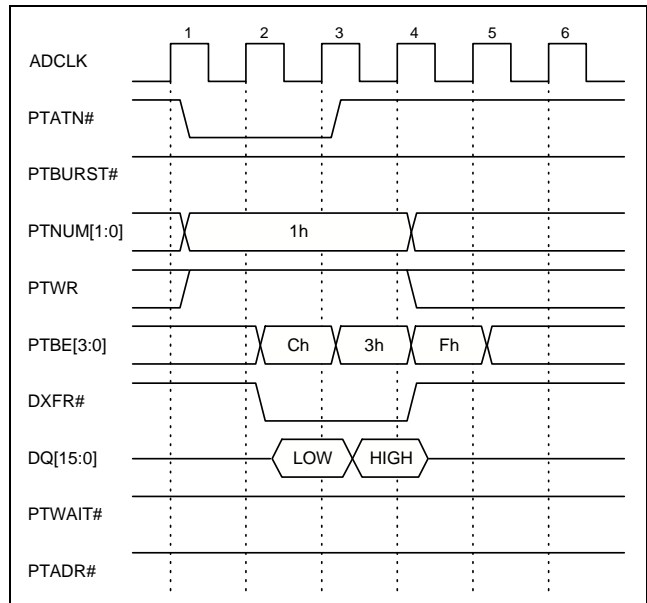 1 2 3 4 5 6
ADCLK
PTATN#
PTBURST#
PTNUM[1:0] 1h
PTWR
PTBE[3:0] Ch 3h Fh
DXFR#
DQ[15:0] LOW HIGH
PTWAIT#
PTADR#